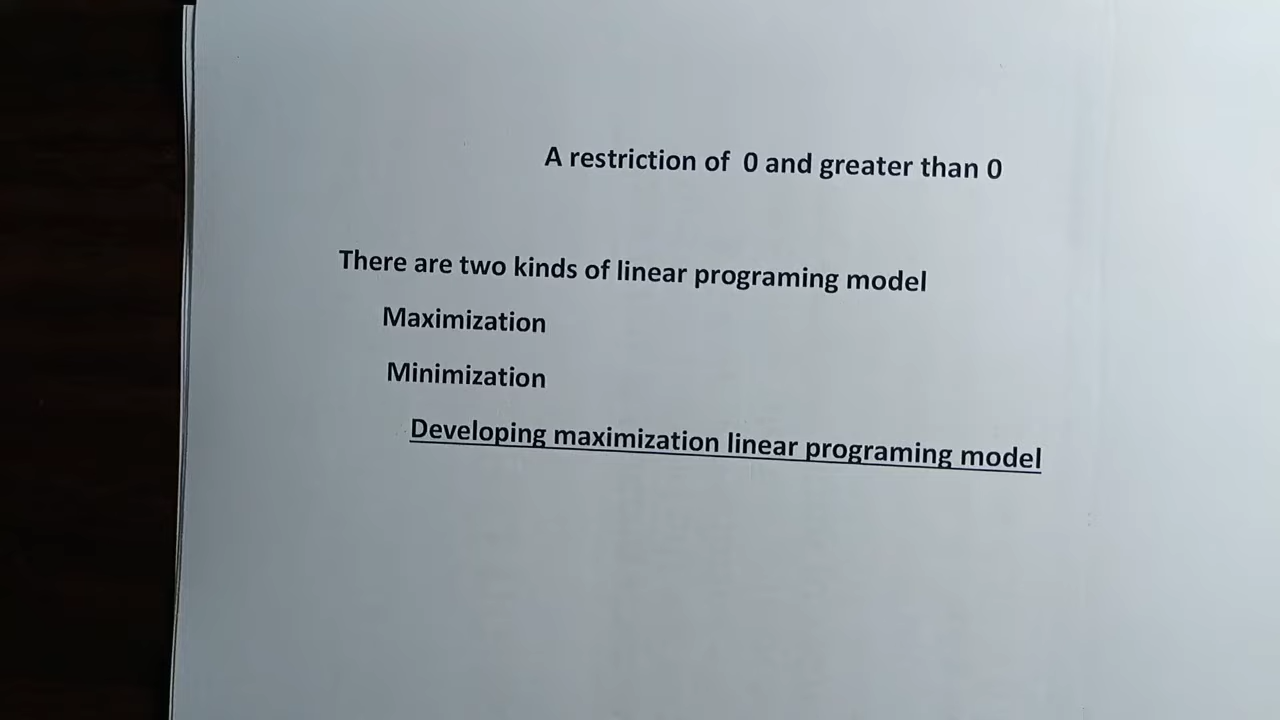 A restriction of 0 and greater than 0
There are two kinds of linear programing model
Maximization
Minimization
Developing maximization linear programing model